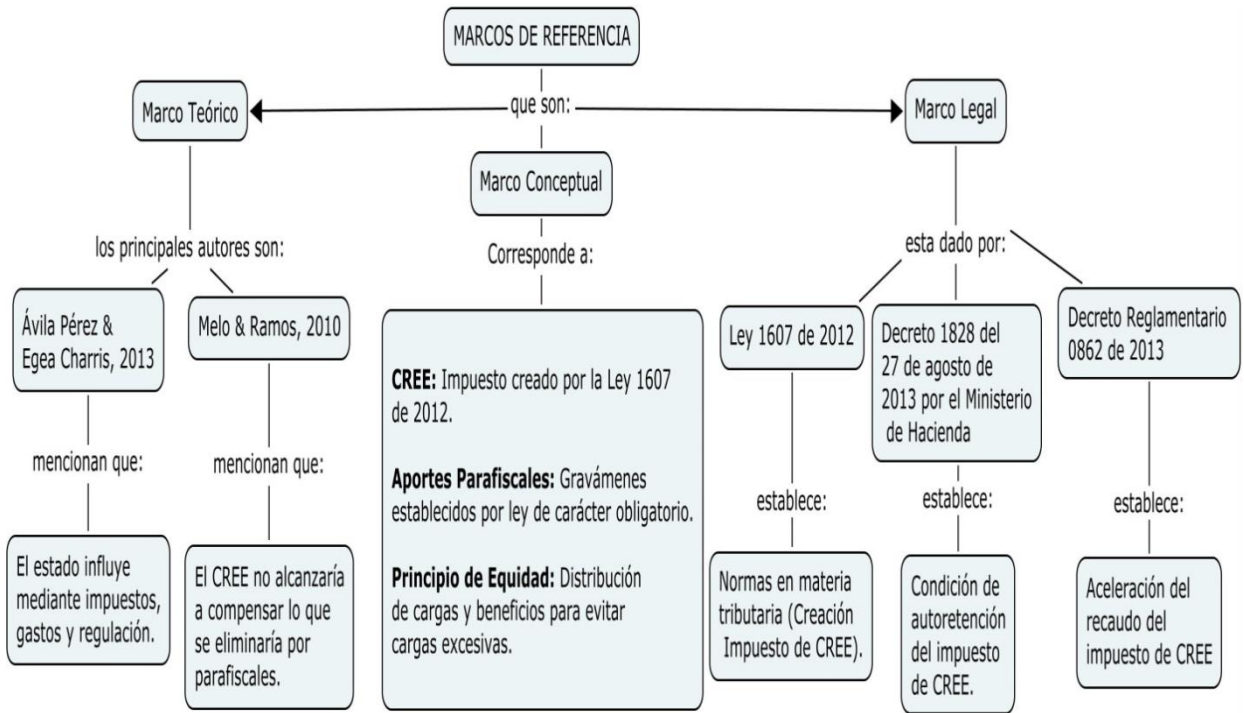 MARCOS DE REFERENCIA
que son:
Marco Teórico
los principales autores son:
Ávila Pérez &
Egea Charris, 2013
mencionan que:
El estado influye
mediante impuestos,
gastos y regulación.
Melo & Ramos, 2010
mencionan que:
El CREE no alcanzaría
a compensar lo que
se eliminaría por
parafiscales.
Marco Conceptual
Corresponde a:
CREE: Impuesto creado por la Ley 1607
de 2012.
Aportes Parafiscales: Gravámenes
establecidos por ley de carácter obligatorio.
Principio de Equidad: Distribución
de cargas y beneficios para evitar
cargas excesivas.
Marco Legal
esta dado por:
Ley 1607 de 2012
establece:
Normas en materia
tributaria (Creación
Impuesto de CREE).
Decreto 1828 del
27 de agosto de
2013 por el Ministerio
de Hacienda
establece:
Condición de
autoretención
del impuesto
de CREE.
Decreto Reglamentario
0862 de 2013
establece:
Aceleración del
recaudo del
impuesto de CREE